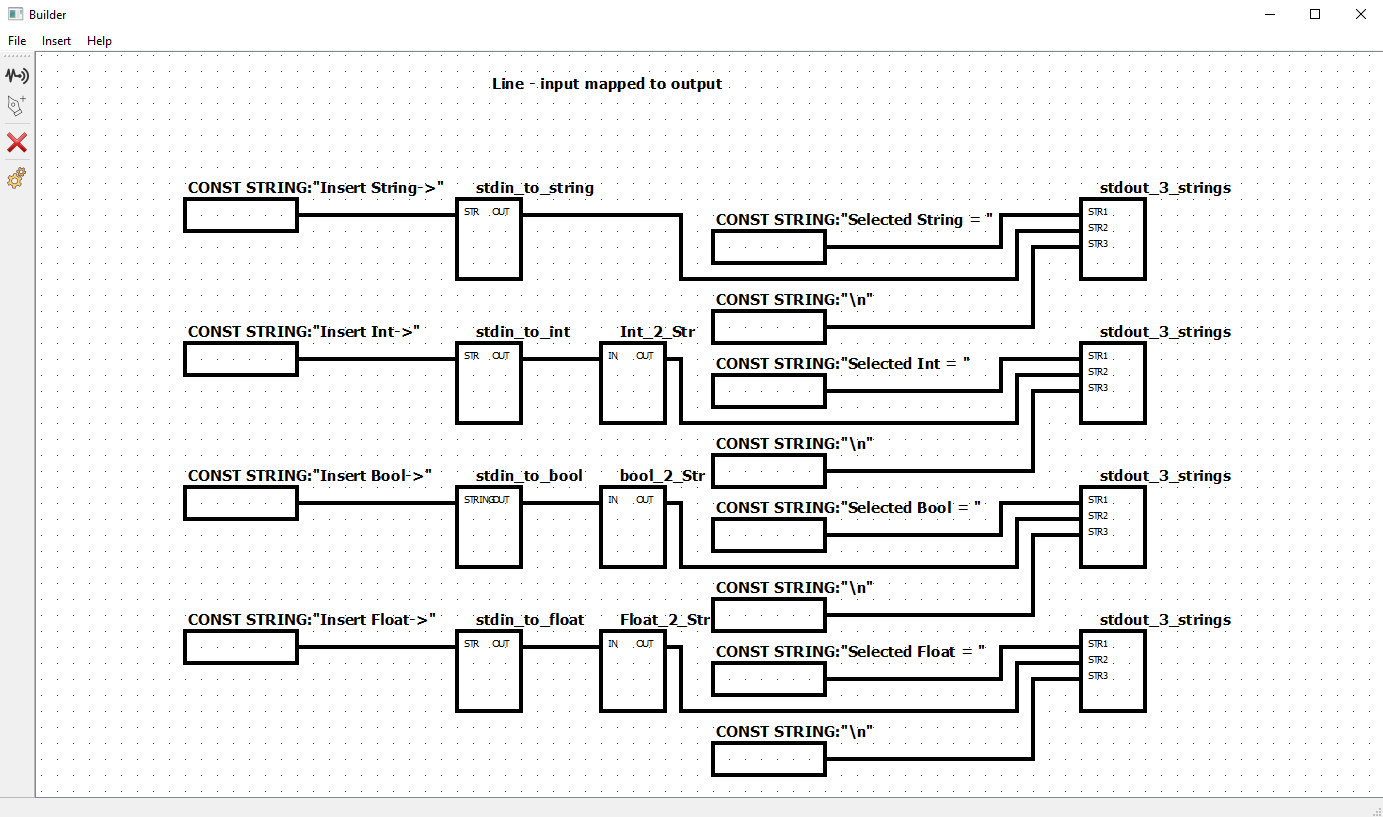 Builder
File Insert Help
Line - input mapped to output
CONST STRING:"Insert String->" stdin_to_string stdout_3_strings
STR OUT STR1
CONST STRING:"Selected String = "
STR2
STR3
CONST STRING:"\n"
CONST STRING:"Insert Int->" stdin_to_int Int_2_Str stdout_3_strings
STR OUT IN OUT STR1
CONST STRING:"Selected Int = "
STR2
STR3
CONST STRING:"\n"
CONST STRING:"Insert Bool->" stdin_to_bool bool_2_Str stdout_3_strings
STRING OUT IN OUT STR1
CONST STRING:"Selected Bool = "
STR2
STR3
CONST STRING:"\n"
CONST STRING:"Insert Float->" stdin_to_float Float_2_Str stdout_3_strings
STR OUT IN OUT STR1
CONST STRING:"Selected Float = "
STR2
STR3
CONST STRING:"\n"